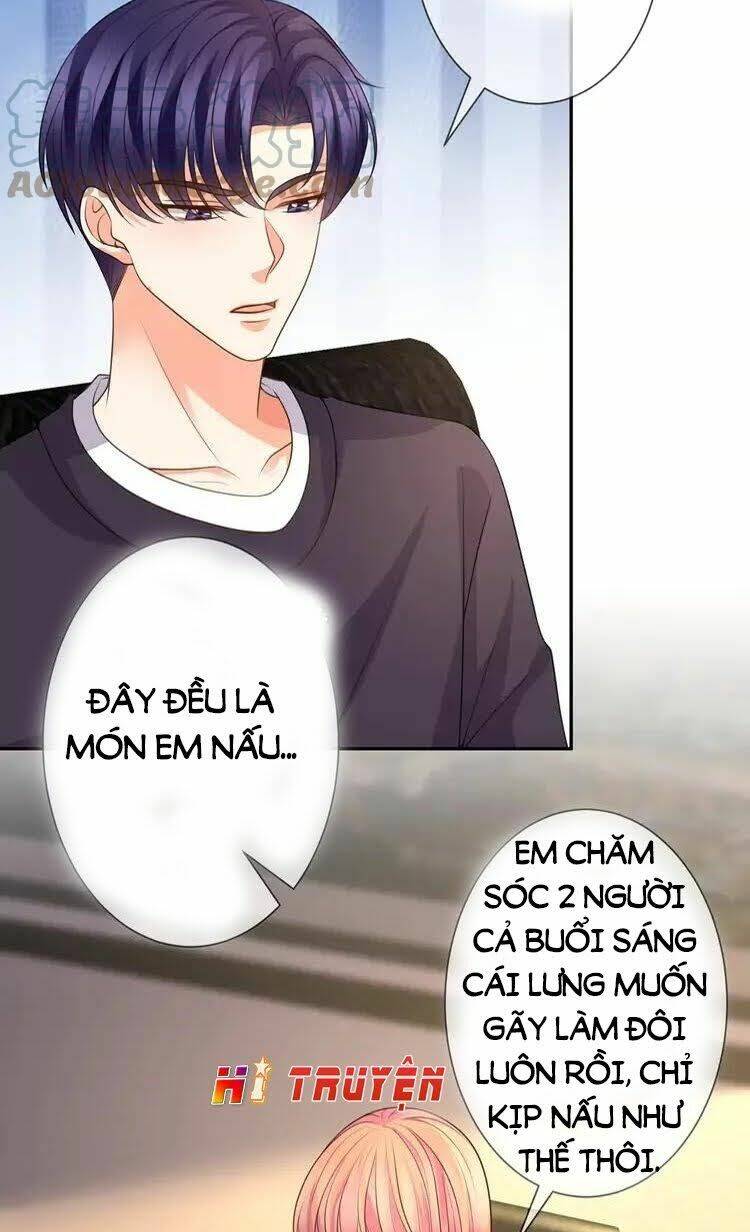 ĐÂY ĐỀU LÀ
MÓN EM NẤU...
EM CHĂM
SÓC 2 NGƯỜI
CẢ BUỔI SÁNG
CÁI LƯNG MUỐN
GÃY LÀM ĐÔI
LUÔN RỒI, CHỈ
KỊP NẤU NHƯ
THẾ THÔI.
HI TRUYỆN